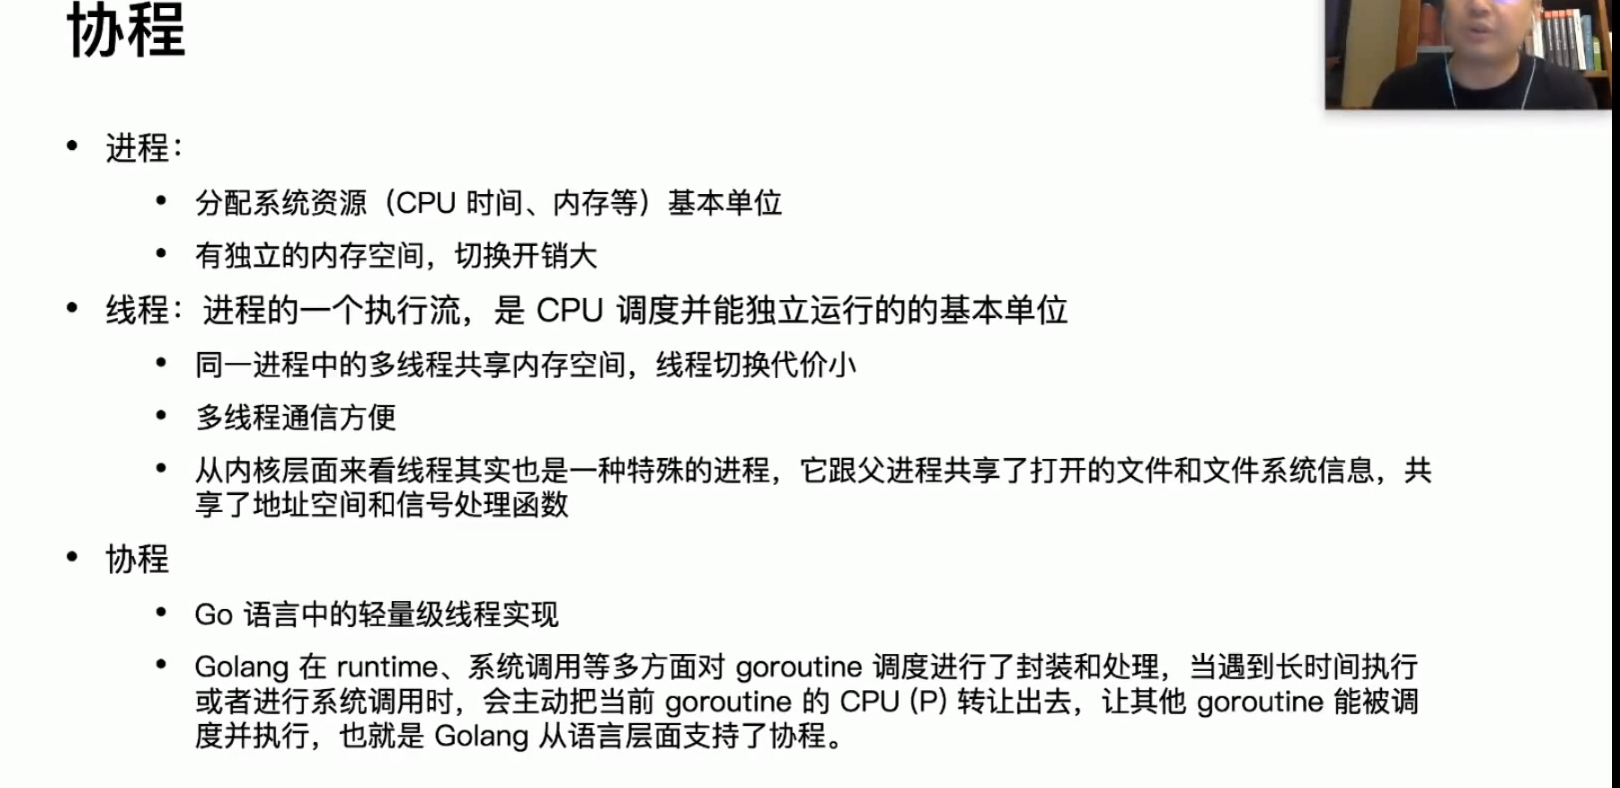 协程
• 进程：
• 分配系统资源（CPU 时间、内存等）基本单位
• 有独立的内存空间，切换开销大
• 线程：进程的一个执行流，是 CPU 调度并能独立运行的的基本单位
• 同一进程中的多线程共享内存空间，线程切换代价小
• 多线程通信方便
• 从内核层面来看线程其实也是一种特殊的进程，它跟父进程共享了打开的文件和文件系统信息，共
享了地址空间和信号处理函数
• 协程
• Go 语言中的轻量级线程实现
• Golang 在 runtime、系统调用等多方面对 goroutine 调度进行了封装和处理，当遇到长时间执行
或者进行系统调用时，会主动把当前 goroutine 的 CPU (P) 转让出去，让其他 goroutine 能被调
度并执行，也就是 Golang 从语言层面支持了协程。